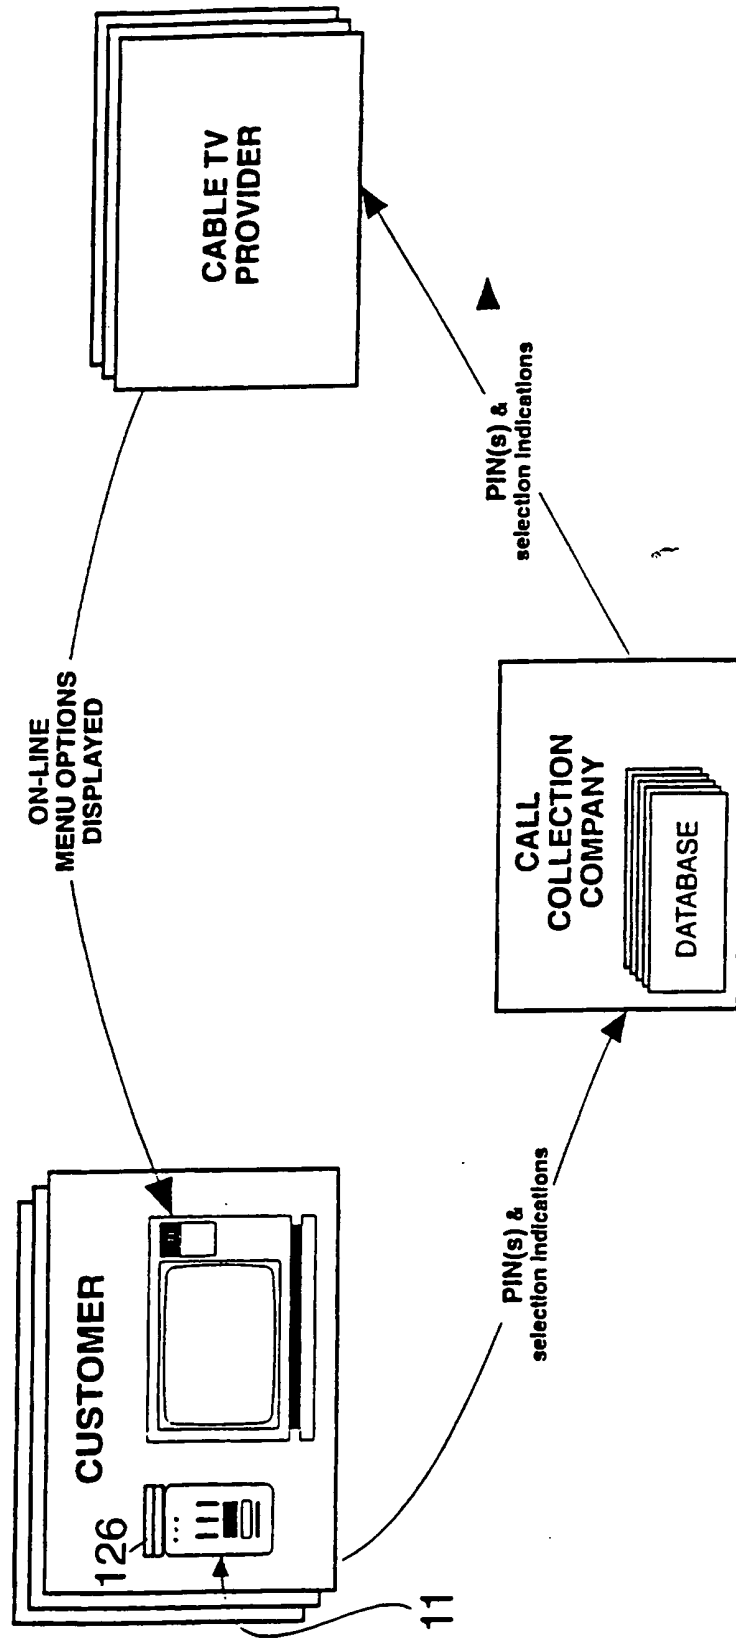 CUSTOMER
126
11
ON-LINE
MENU OPTIONS
DISPLAYED
CABLE TV
PROVIDER
PIN(s) &
selection indications
CALL
COLLECTION
COMPANY
DATABASE
PIN(s) &
selection indications